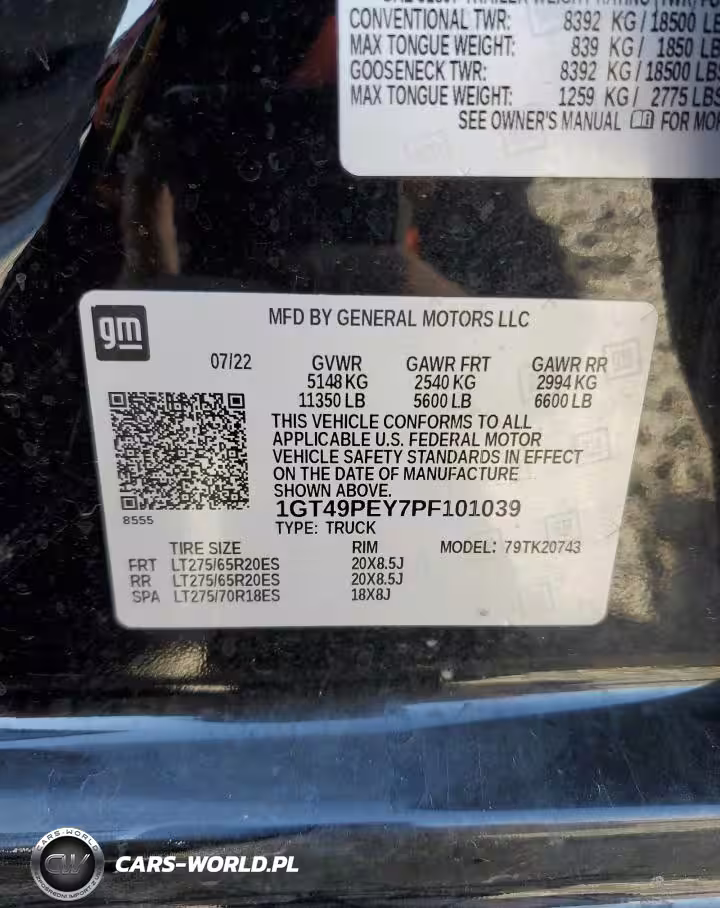 CONVENTIONAL TWR: 8392 KG / 18500
MAX TONGUE WEIGHT: 839 KG / 1850 LB
GOOSENECK TWR: 8392 KG / 18500 LBS
MAX TONGUE WEIGHT: 1259 KG / 2775 LBS
SEE OWNER'S MANUAL FOR
gm
MFD BY GENERAL MOTORS LLC
07/22 GVWR GAWR FRT GAWR RR
5148 KG 2540 KG 2994 KG
11350 LB 5600 LB 6600 LB
THIS VEHICLE CONFORMS TO ALL
APPLICABLE U.S. FEDERAL MOTOR
VEHICLE SAFETY STANDARDS IN EFFECT
ON THE DATE OF MANUFACTURE
SHOWN ABOVE.
1GT49PEY7PF101039
8555
TYPE: TRUCK
TIRE SIZE RIM MODEL: 79TK20743
FRT LT275/65R20ES 20X8.5J
RR LT275/65R20ES 20X8.5J
SPA LT275/70R18ES 18X8J
CARS-WORLD
CW
CARS-WORLD.PL